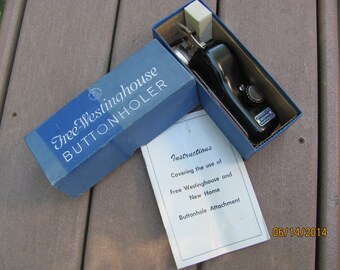 Free-Westinghouse
BUTTONHOLER
Instructions
Covering the use of
Free Westinghouse and
New Home
Buttonhole Attachment
06/14/2014